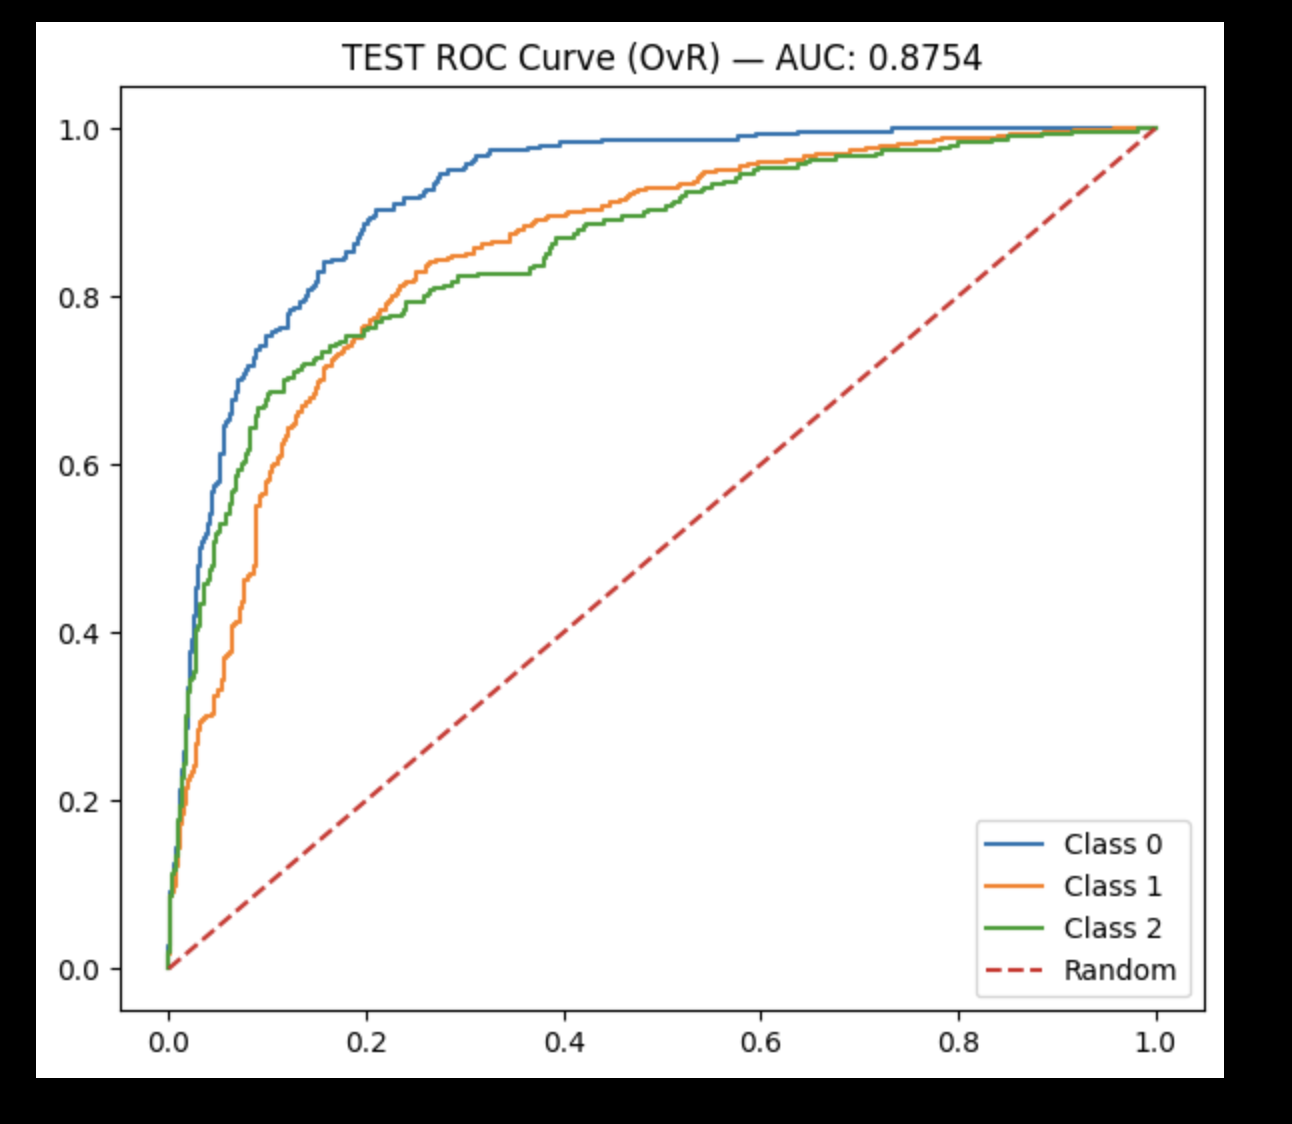 TEST ROC Curve (OvR) — AUC: 0.8754
1.0
0.8
0.6
0.4
0.2
0.0
0.0 0.2 0.4 0.6 0.8 1.0
Class 0
Class 1
Class 2
Random